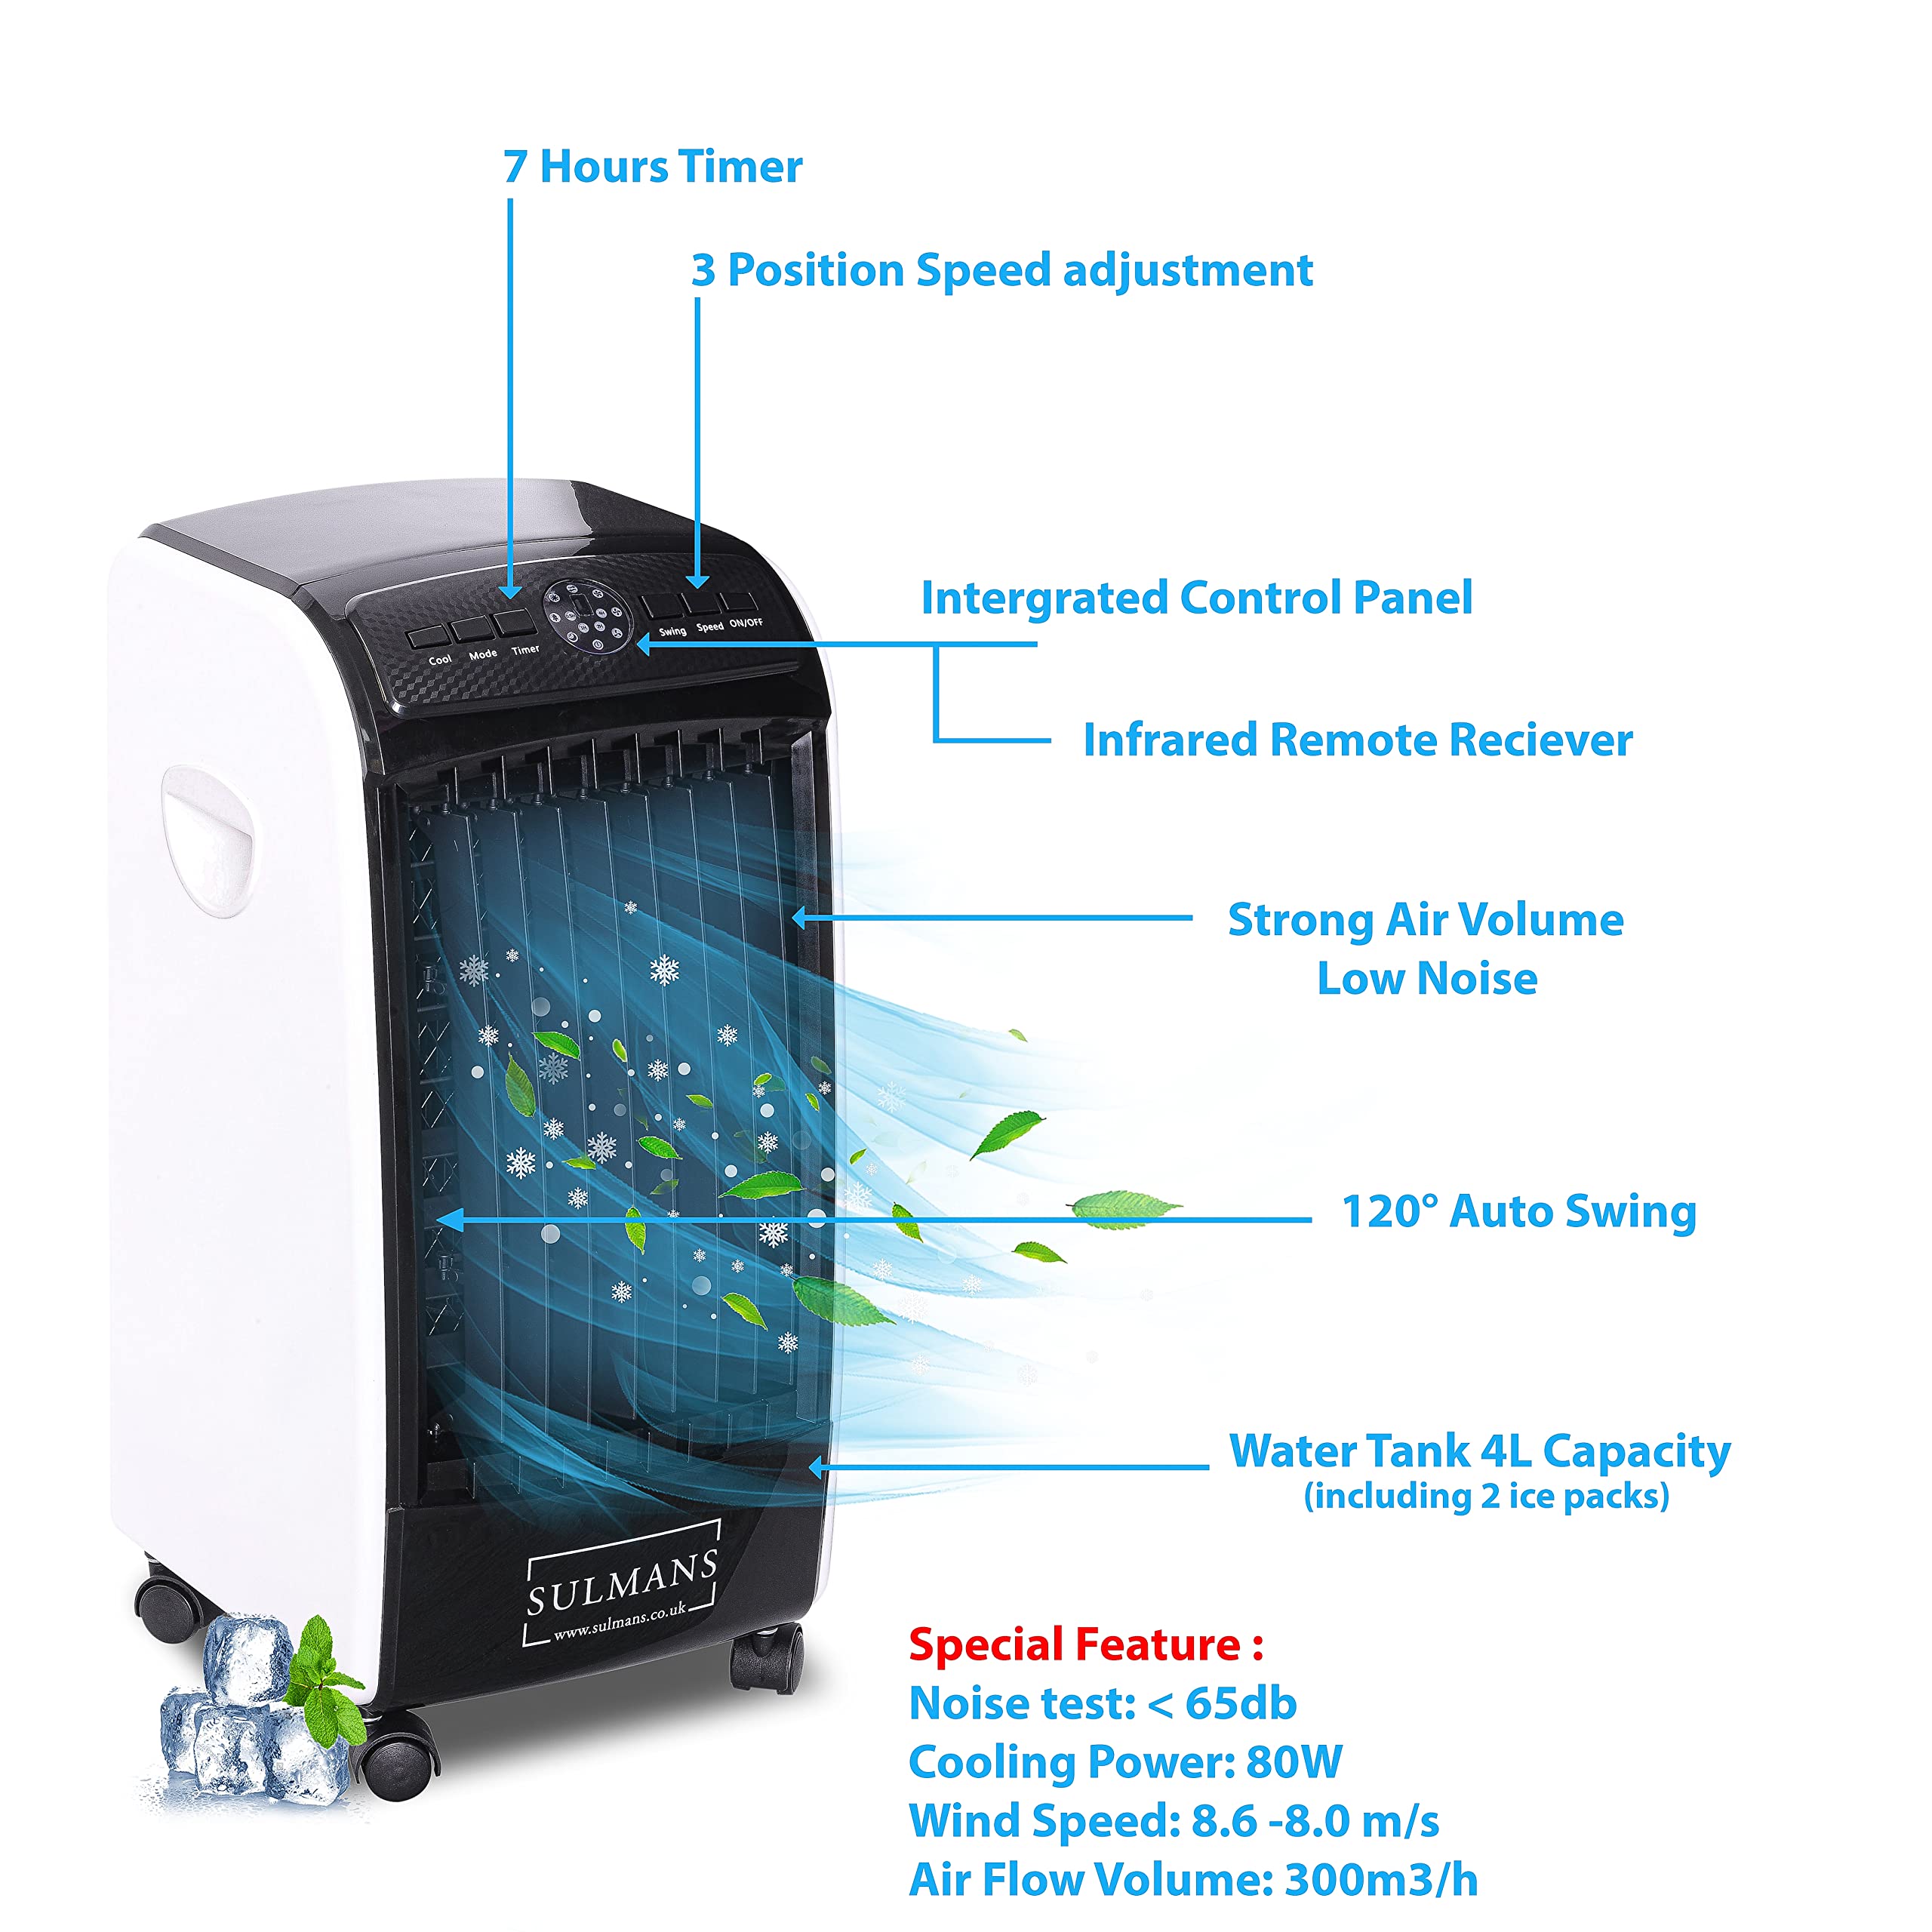 7 Hours Timer
3 Position Speed adjustment
Intergrated Control Panel
Cool Mode Timer
Swing Speed ON/OFF
Infrared Remote Reciever
Strong Air Volume
Low Noise
120° Auto Swing
Water Tank 4L Capacity
(including 2 ice packs)
SULMANS
www.sulmans.co.uk
Special Feature :
Noise test: < 65db
Cooling Power: 80W
Wind Speed: 8.6 -8.0 m/s
Air Flow Volume: 300m3/h